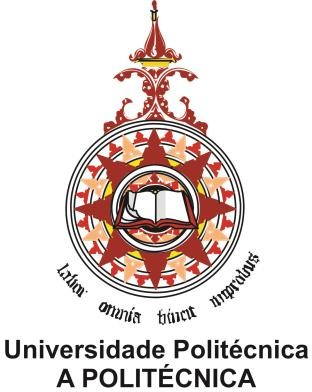 Labor omnia vincit improbus
Universidade Politécnica
A POLITÉCNICA